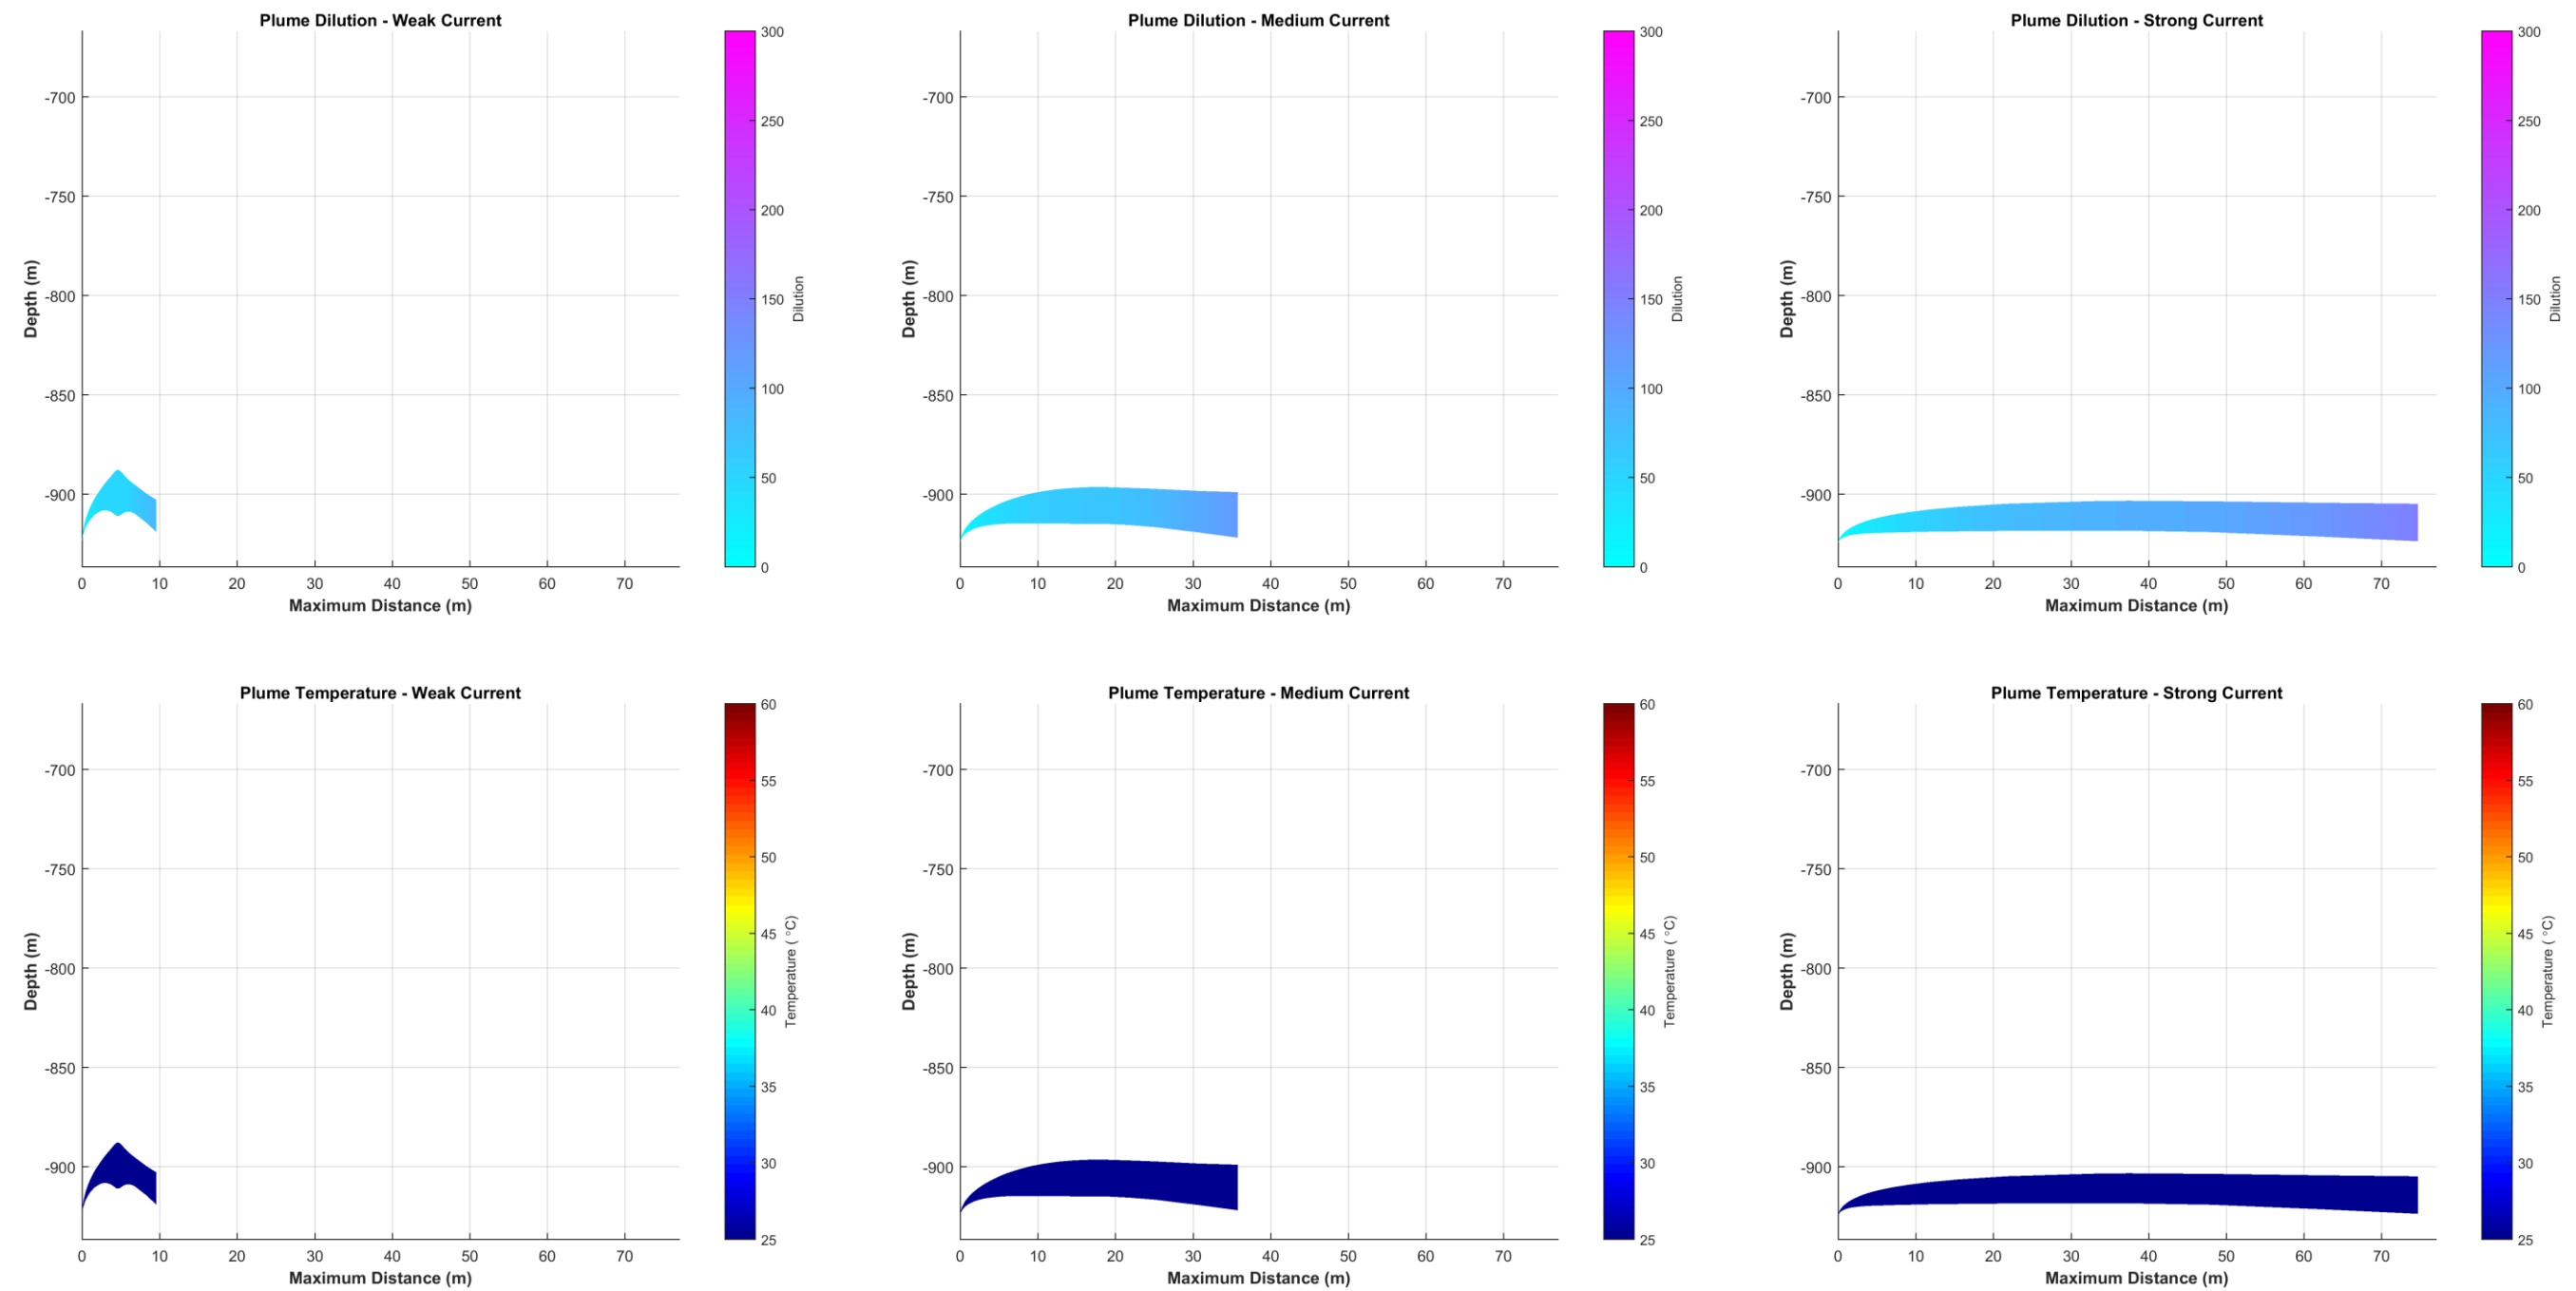 Plume Dilution - Weak Current
Depth (m)
-700
-750
-800
-850
-900
0 10 20 30 40 50 60 70
Maximum Distance (m)
300
250
200
150
100
50
0
Dilution
Plume Dilution - Medium Current
Depth (m)
-700
-750
-800
-850
-900
0 10 20 30 40 50 60 70
Maximum Distance (m)
300
250
200
150
100
50
0
Dilution
Plume Dilution - Strong Current
Depth (m)
-700
-750
-800
-850
-900
0 10 20 30 40 50 60 70
Maximum Distance (m)
300
250
200
150
100
50
0
Dilution
Plume Temperature - Weak Current
Depth (m)
-700
-750
-800
-850
-900
0 10 20 30 40 50 60 70
Maximum Distance (m)
60
55
50
45
40
35
30
25
Temperature ( °C)
Plume Temperature - Medium Current
Depth (m)
-700
-750
-800
-850
-900
0 10 20 30 40 50 60 70
Maximum Distance (m)
60
55
50
45
40
35
30
25
Temperature ( °C)
Plume Temperature - Strong Current
Depth (m)
-700
-750
-800
-850
-900
0 10 20 30 40 50 60 70
Maximum Distance (m)
60
55
50
45
40
35
30
25
Temperature ( °C)